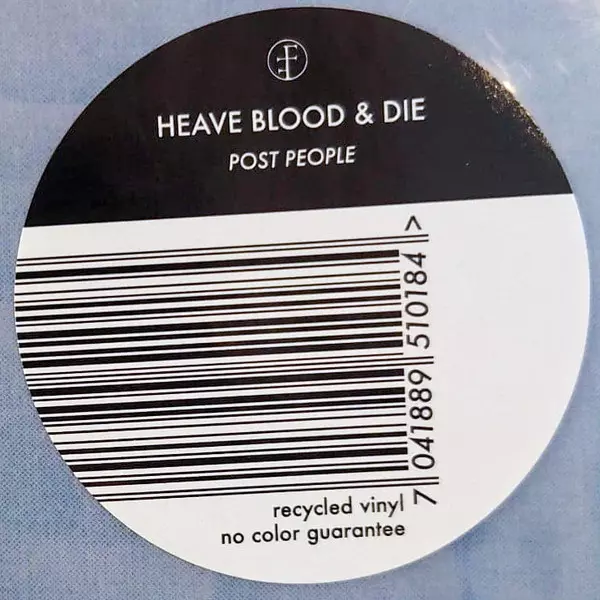 HEAVE BLOOD & DIE
POST PEOPLE
7 041889 510184 >
recycled vinyl
no color guarantee